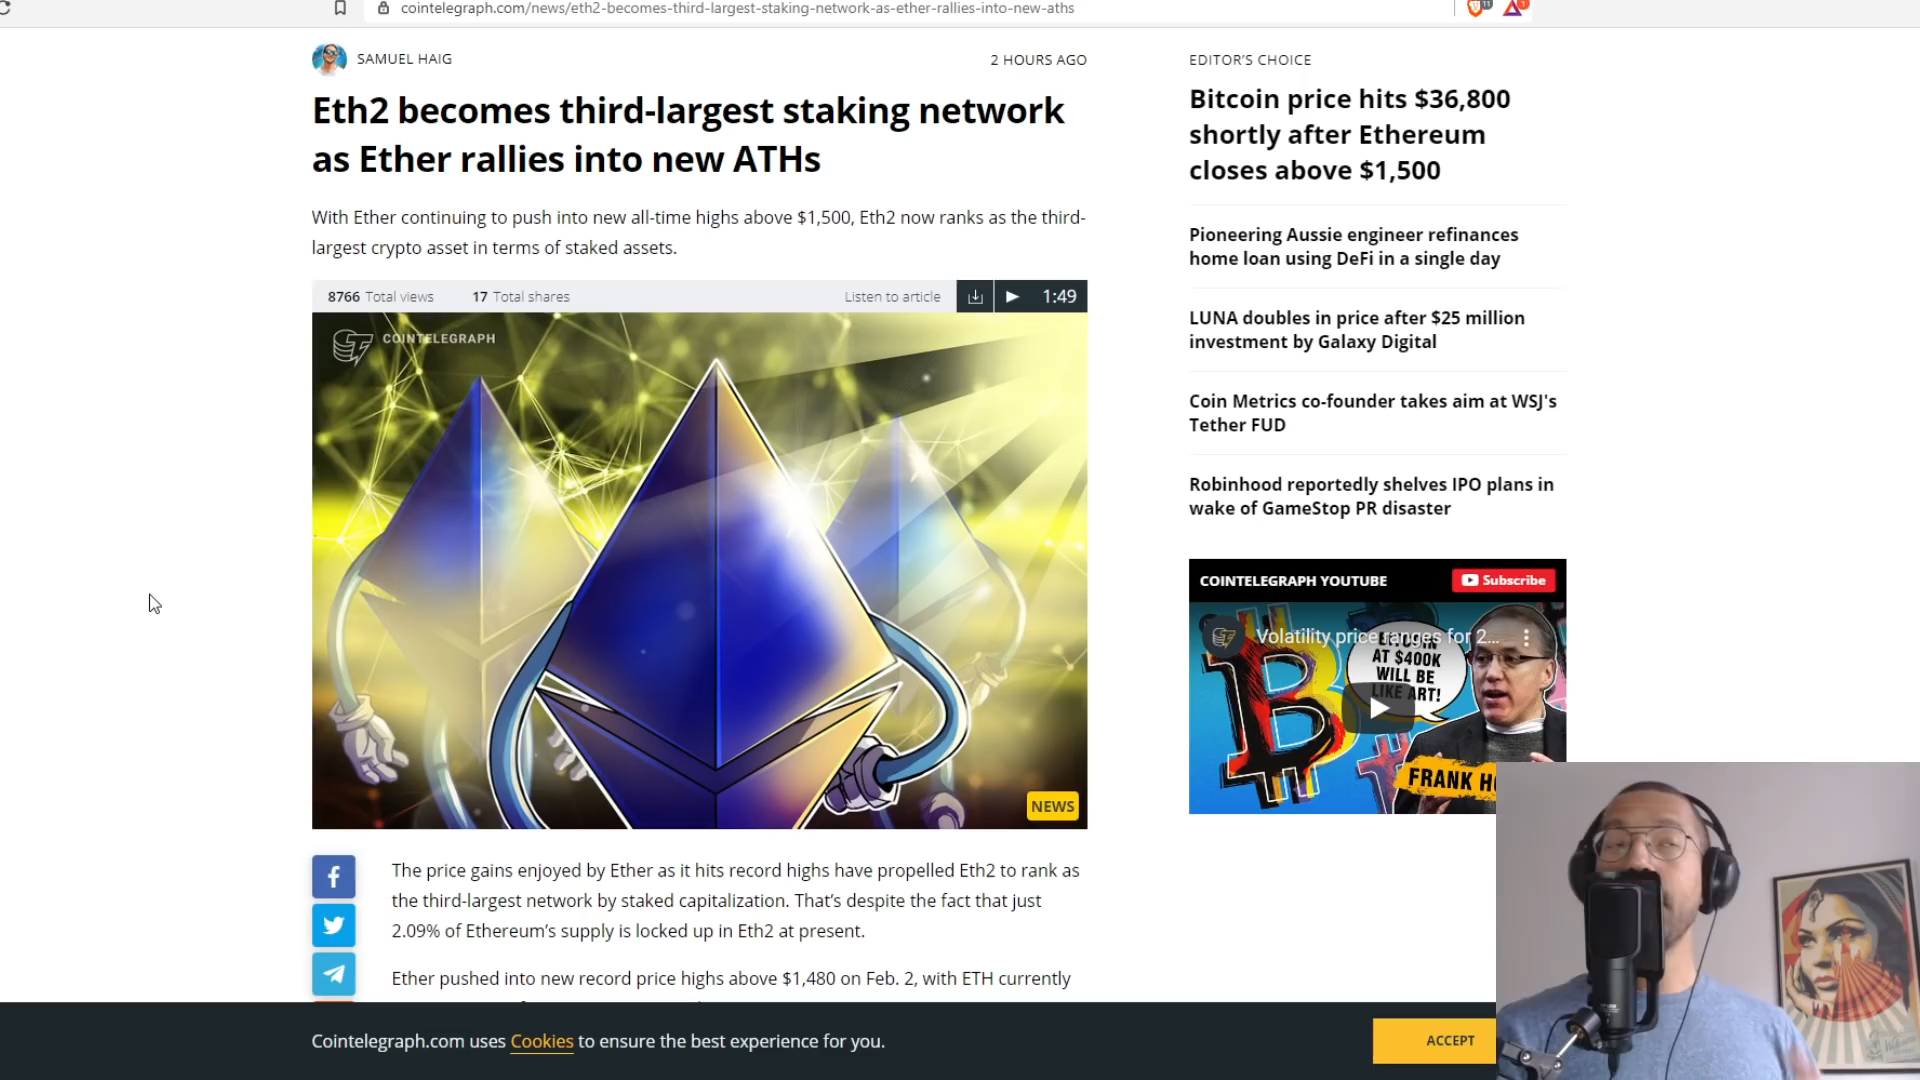 cointelegraph.com/news/eth2-becomes-third-largest-staking-network-as-ether-rallies-into-new-aths
11
1
SAMUEL HAIG
2 HOURS AGO
Eth2 becomes third-largest staking network
as Ether rallies into new ATHs
With Ether continuing to push into new all-time highs above $1,500, Eth2 now ranks as the third-
largest crypto asset in terms of staked assets.
8766 Total views
17 Total shares
Listen to article
1:49
COINTELEGRAPH
NEWS
The price gains enjoyed by Ether as it hits record highs have propelled Eth2 to rank as
the third-largest network by staked capitalization. That’s despite the fact that just
2.09% of Ethereum’s supply is locked up in Eth2 at present.
Ether pushed into new record price highs above $1,480 on Feb. 2, with ETH currently
EDITOR’S CHOICE
Bitcoin price hits $36,800
shortly after Ethereum
closes above $1,500
Pioneering Aussie engineer refinances
home loan using DeFi in a single day
LUNA doubles in price after $25 million
investment by Galaxy Digital
Coin Metrics co-founder takes aim at WSJ's
Tether FUD
Robinhood reportedly shelves IPO plans in
wake of GameStop PR disaster
COINTELEGRAPH YOUTUBE
Subscribe
Volatility price ranges for 2...
BITCOIN
AT $400K
WILL BE
LIKE ART!
FRANK H
Cointelegraph.com uses Cookies to ensure the best experience for you.
ACCEPT